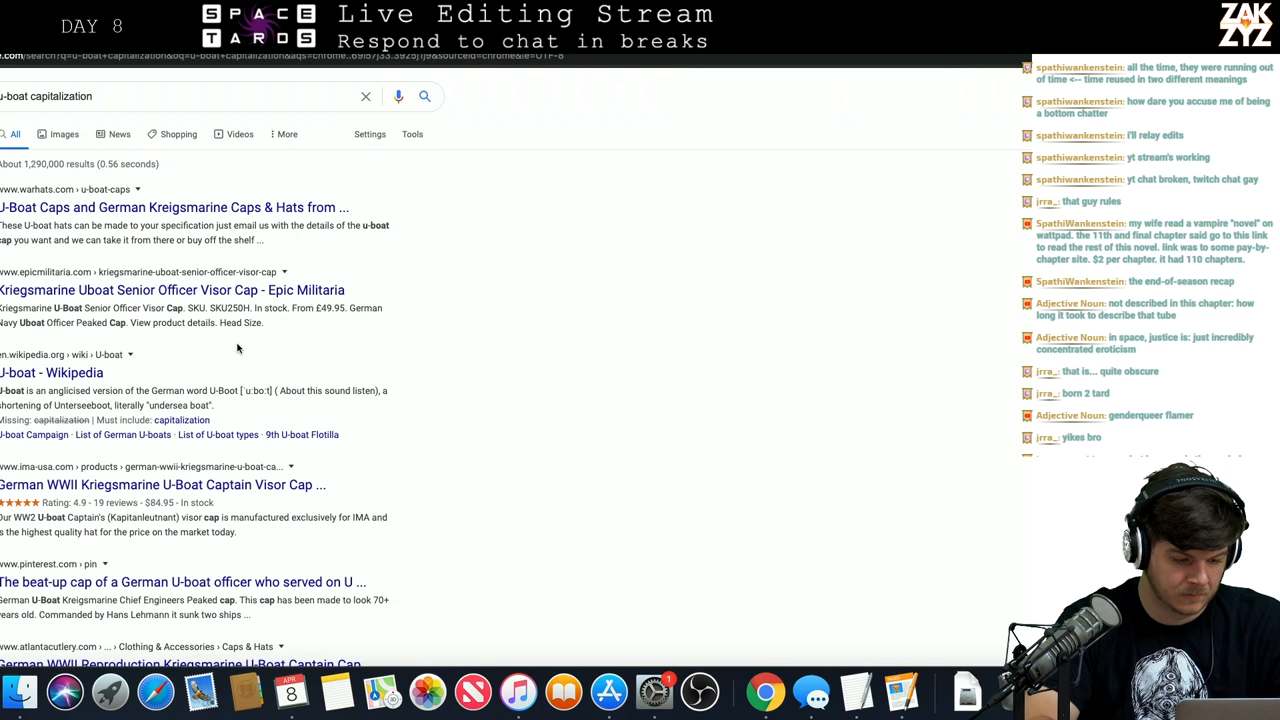 DAY 8
SPACE
TARDS
Live Editing Stream
Respond to chat in breaks
ZAK
ZYZ
u-boat capitalization
All
Images
News
Shopping
Videos
More
Settings
Tools
About 1,290,000 results (0.56 seconds)
www.warhats.com › u-boat-caps
U-Boat Caps and German Kreigsmarine Caps & Hats from ...
These U-boat hats can be made to your specification just email us with the details of the u-boat
cap you want and we can take it from there or buy off the shelf ...
www.epicmilitaria.com › kriegsmarine-uboat-senior-officer-visor-cap
Kriegsmarine Uboat Senior Officer Visor Cap - Epic Militaria
Kriegsmarine U-Boat Senior Officer Visor Cap. SKU. SKU250H. In stock. From £49.95. German
Navy Uboat Officer Peaked Cap. View product details. Head Size.
en.wikipedia.org › wiki › U-boat
U-boat - Wikipedia
U-boat is an anglicised version of the German word U-Boot [ˈuːboːt] ( About this sound listen), a
shortening of Unterseeboot, literally "undersea boat".
Missing: capitalization | Must include: capitalization
U-boat Campaign · List of German U-boats · List of U-boat types · 9th U-boat Flotilla
www.ima-usa.com › products › german-wwii-kriegsmarine-u-boat-ca...
German WWII Kriegsmarine U-Boat Captain Visor Cap ...
Rating: 4.9 - 19 reviews - $84.95 - In stock
Our WW2 U-boat Captain's (Kapitanleutnant) visor cap is manufactured exclusively for IMA and
is the highest quality hat for the price on the market today.
www.pinterest.com › pin
The beat-up cap of a German U-boat officer who served on U ...
German U-Boat Kriegsmarine Chief Engineers Peaked cap. This cap has been made to look 70+
years old. Commanded by Hans Lehmann it sunk two ships ...
www.atlantacutlery.com › ... › Clothing & Accessories › Caps & Hats
German WWII Reproduction Kriegsmarine U-Boat Captain Cap
spathiwankenstein: all the time, they were running out
of time <-- time reused in two different meanings
spathiwankenstein: how dare you accuse me of being
a bottom chatter
spathiwankenstein: i'll relay edits
spathiwankenstein: yt stream's working
spathiwankenstein: yt chat broken, twitch chat gay
jrra_: that guy rules
SpathiWankenstein: my wife read a vampire "novel" on
wattpad. the 11th and final chapter said go to this link
to read the rest of this novel. link was to some pay-by-
chapter site. $2 per chapter. it had 110 chapters.
SpathiWankenstein: the end-of-season recap
Adjective Noun: not described in this chapter: how
long it took to describe that tube
Adjective Noun: in space, justice is: just incredibly
concentrated eroticism
jrra_: that is... quite obscure
jrra_: born 2 tard
Adjective Noun: genderqueer flamer
jrra_: yikes bro
APR
8
1